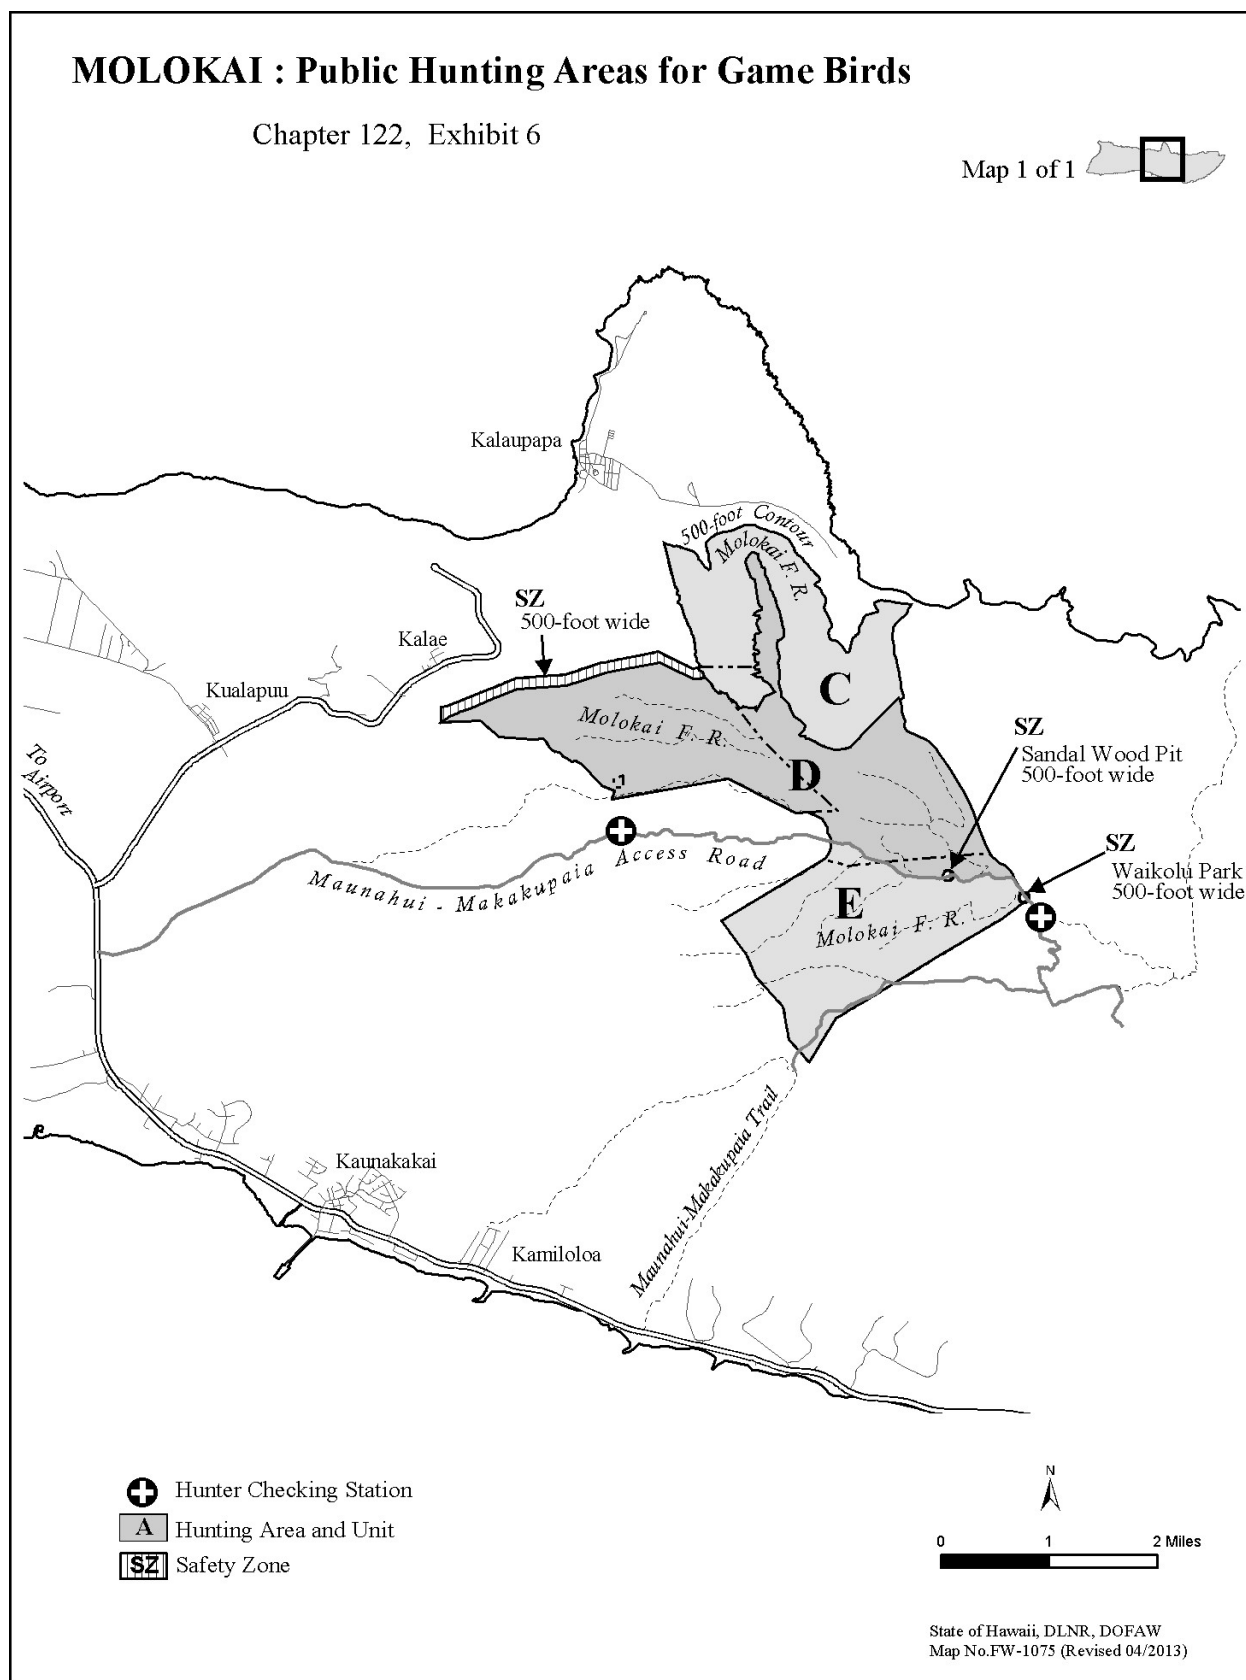 MOLOKAI : Public Hunting Areas for Game Birds
Chapter 122, Exhibit 6
Map 1 of 1
Kalaupapa
500-foot Contour
Molokai F. R.
SZ
500-foot wide
Kalae
Kualapuu
C
Molokai F. R.
To
Airport
D
SZ
Sandal Wood Pit
500-foot wide
SZ
Waikolu Park
500-foot wide
Maunahui - Makakupaia Access Road
E
Molokai F. R.
Maunahui-Makakupaia Trail
Kaunakakai
Kamiloloa
Hunter Checking Station
A Hunting Area and Unit
SZ Safety Zone
N
0 1 2 Miles
State of Hawaii, DLNR, DOFAW
Map No.FW-1075 (Revised 04/2013)